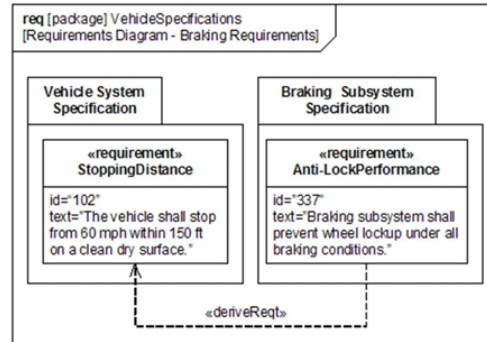 req [package] VehicleSpecifications
[Requirements Diagram - Braking Requirements]
Vehicle System
Specification
Braking Subsystem
Specification
«requirement»
StoppingDistance
id="102"
text="The vehicle shall stop
from 60 mph within 150 ft
on a clean dry surface."
«requirement»
Anti-LockPerformance
id="337"
text="Braking subsystem shall
prevent wheel lockup under all
braking conditions."
«deriveReqt»